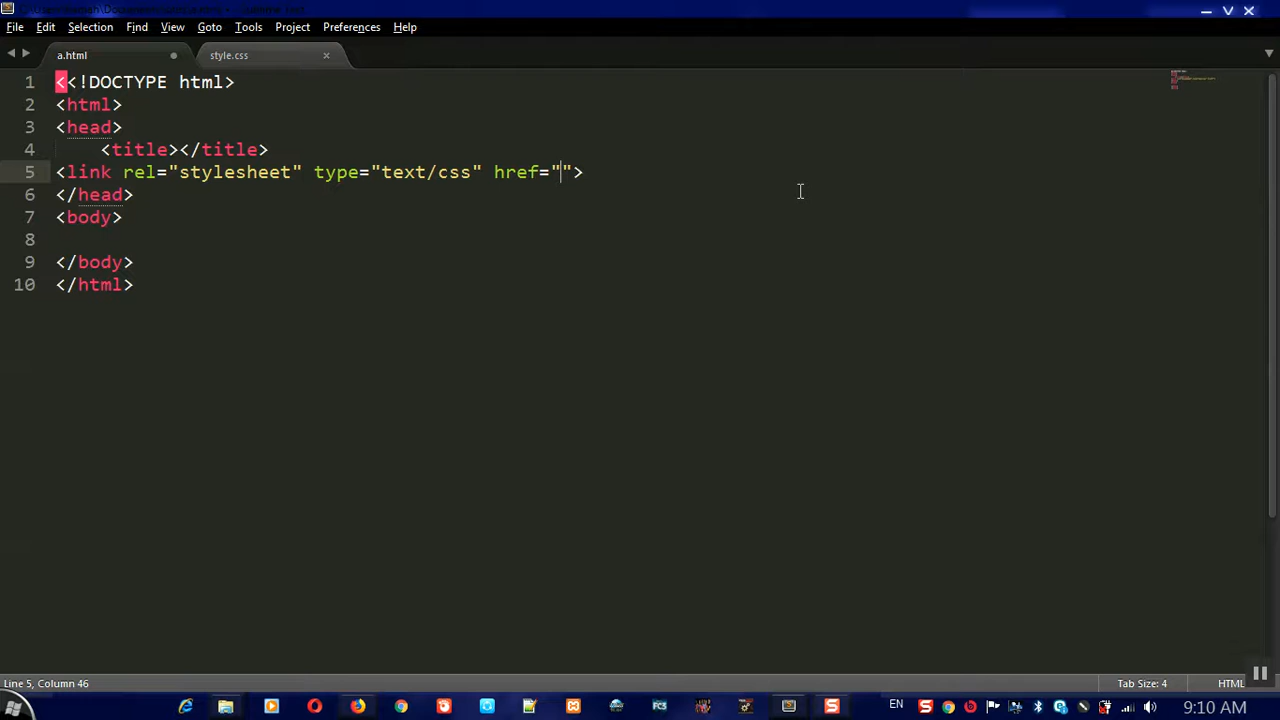 File Edit Selection Find View Goto Tools Project Preferences Help
a.html style.css
1 <<!DOCTYPE html>
2 <html>
3 <head>
4 <title></title>
5 <link rel="stylesheet" type="text/css" href="">
6 </head>
7 <body>
8
9 </body>
10 </html>
Line 5, Column 46 Tab Size: 4 HTML
EN 9:10 AM